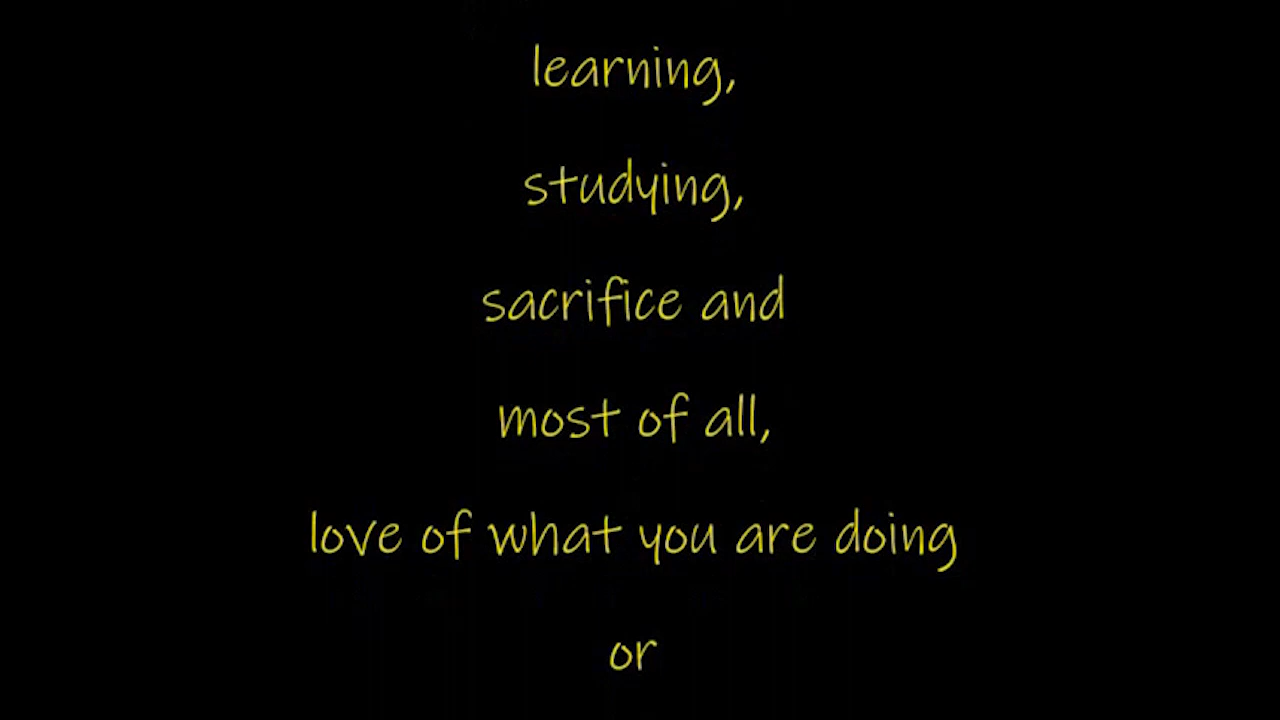 learning,
studying,
sacrifice and
most of all,
love of what you are doing
or